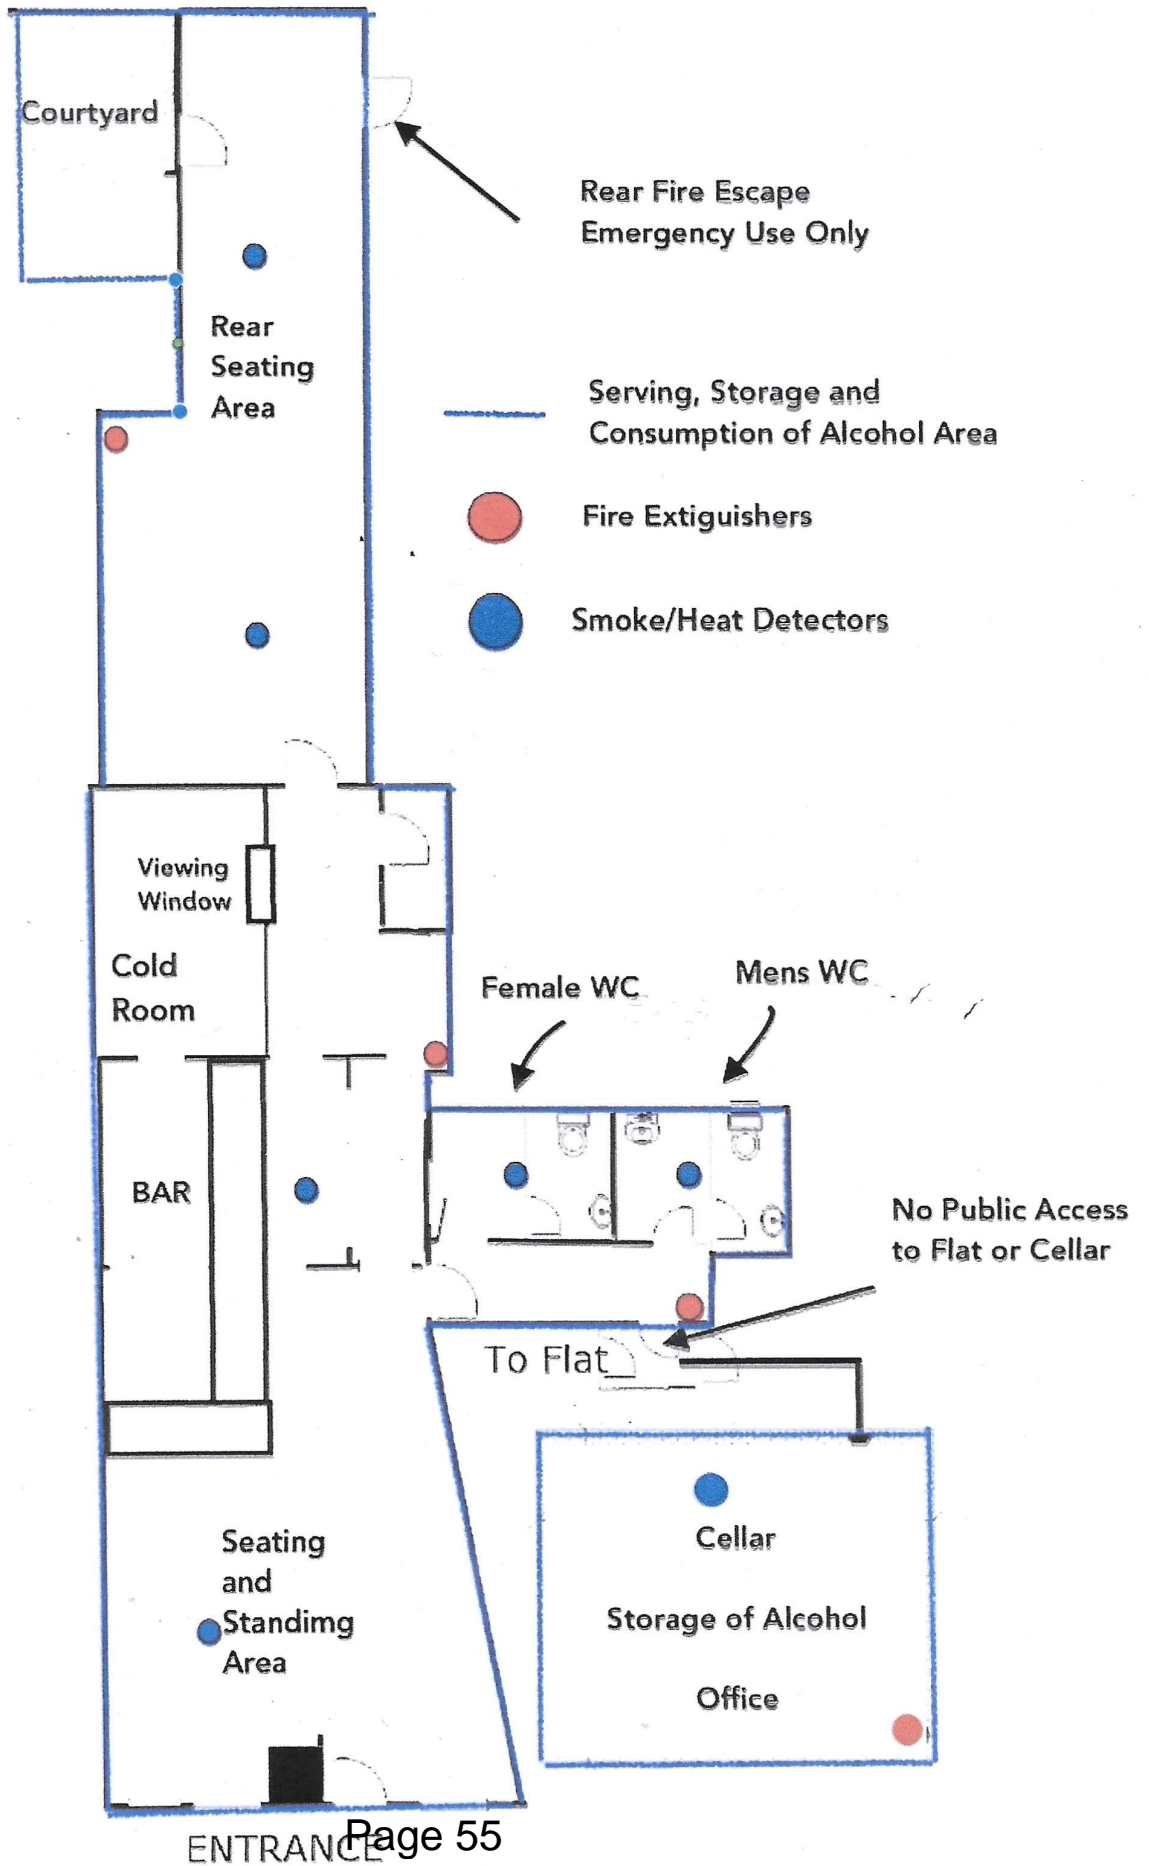 Courtyard
Rear Fire Escape
Emergency Use Only
Rear
Seating
Area
Serving, Storage and
Consumption of Alcohol Area
Fire Extiguishers
Smoke/Heat Detectors
Viewing
Window
Cold
Room
Female WC
Mens WC
BAR
No Public Access
to Flat or Cellar
To Flat
Seating
and
Standimg
Area
Cellar
Storage of Alcohol
Office
ENTRANCE
Page 55